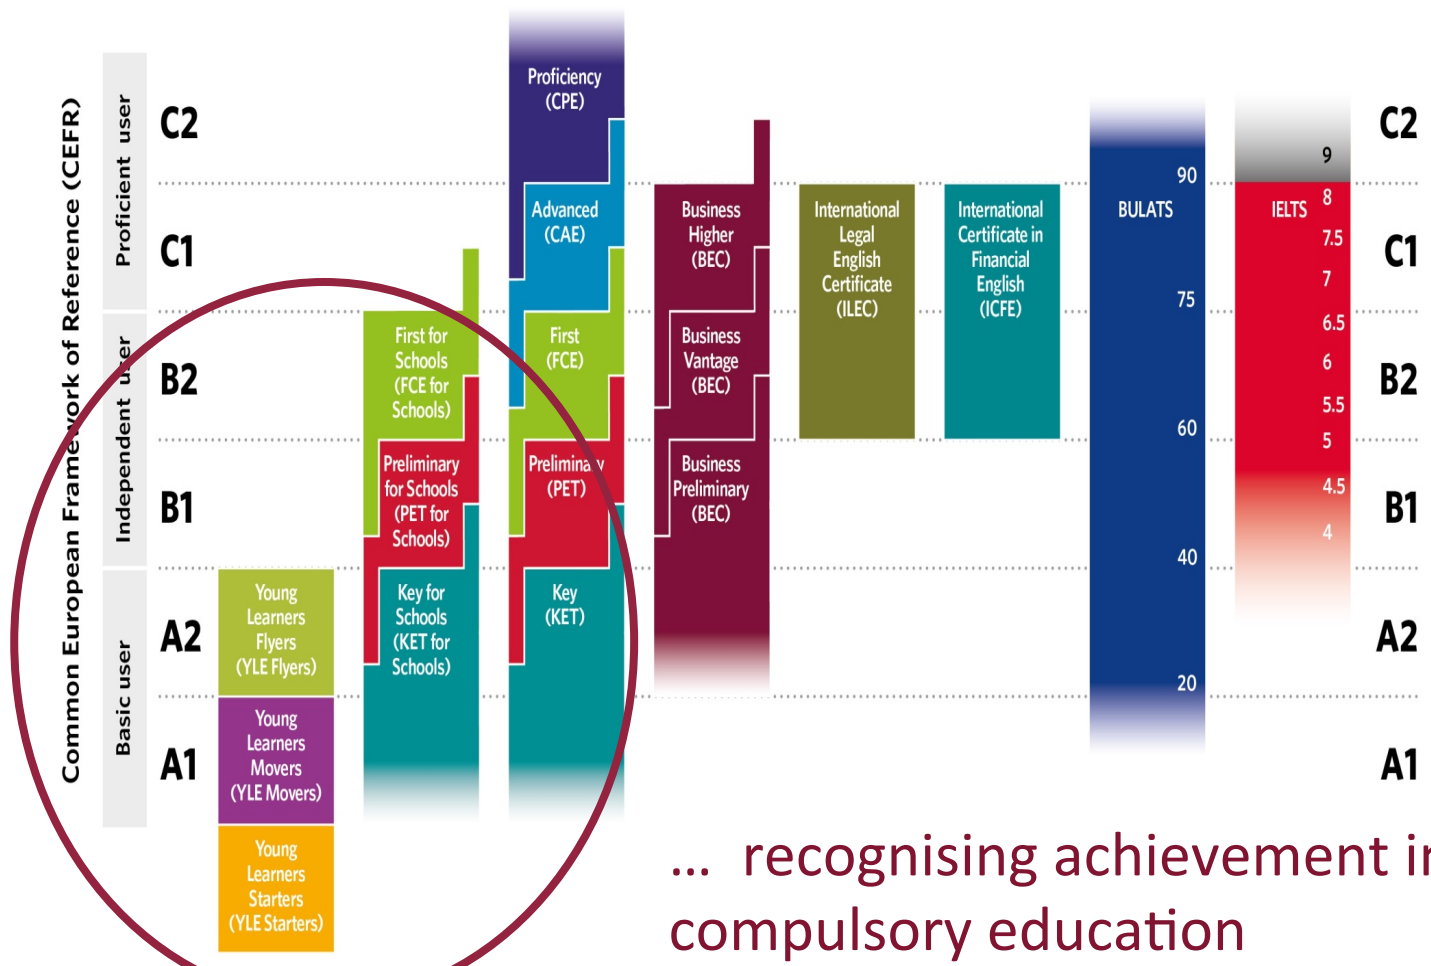 Common European Framework of Reference (CEFR)
Proficient user
Independent user
Basic user
C2
C1
B2
B1
A2
A1
Young
Learners
Flyers
(YLE Flyers)
Young
Learners
Movers
(YLE Movers)
Young
Learners
Starters
(YLE Starters)
First for
Schools
(FCE for
Schools)
Preliminary
for Schools
(PET for
Schools)
Key for
Schools
(KET for
Schools)
Proficiency
(CPE)
Advanced
(CAE)
First
(FCE)
Preliminary
(PET)
Key
(KET)
Business
Higher
(BEC)
Business
Vantage
(BEC)
Business
Preliminary
(BEC)
International
Legal
English
Certificate
(ILEC)
International
Certificate in
Financial
English
(ICFE)
BULATS
90
75
60
40
20
IELTS
9
8
7.5
7
6.5
6
5.5
5
4.5
4
C2
C1
B2
B1
A2
A1
... recognising achievement in
compulsory education